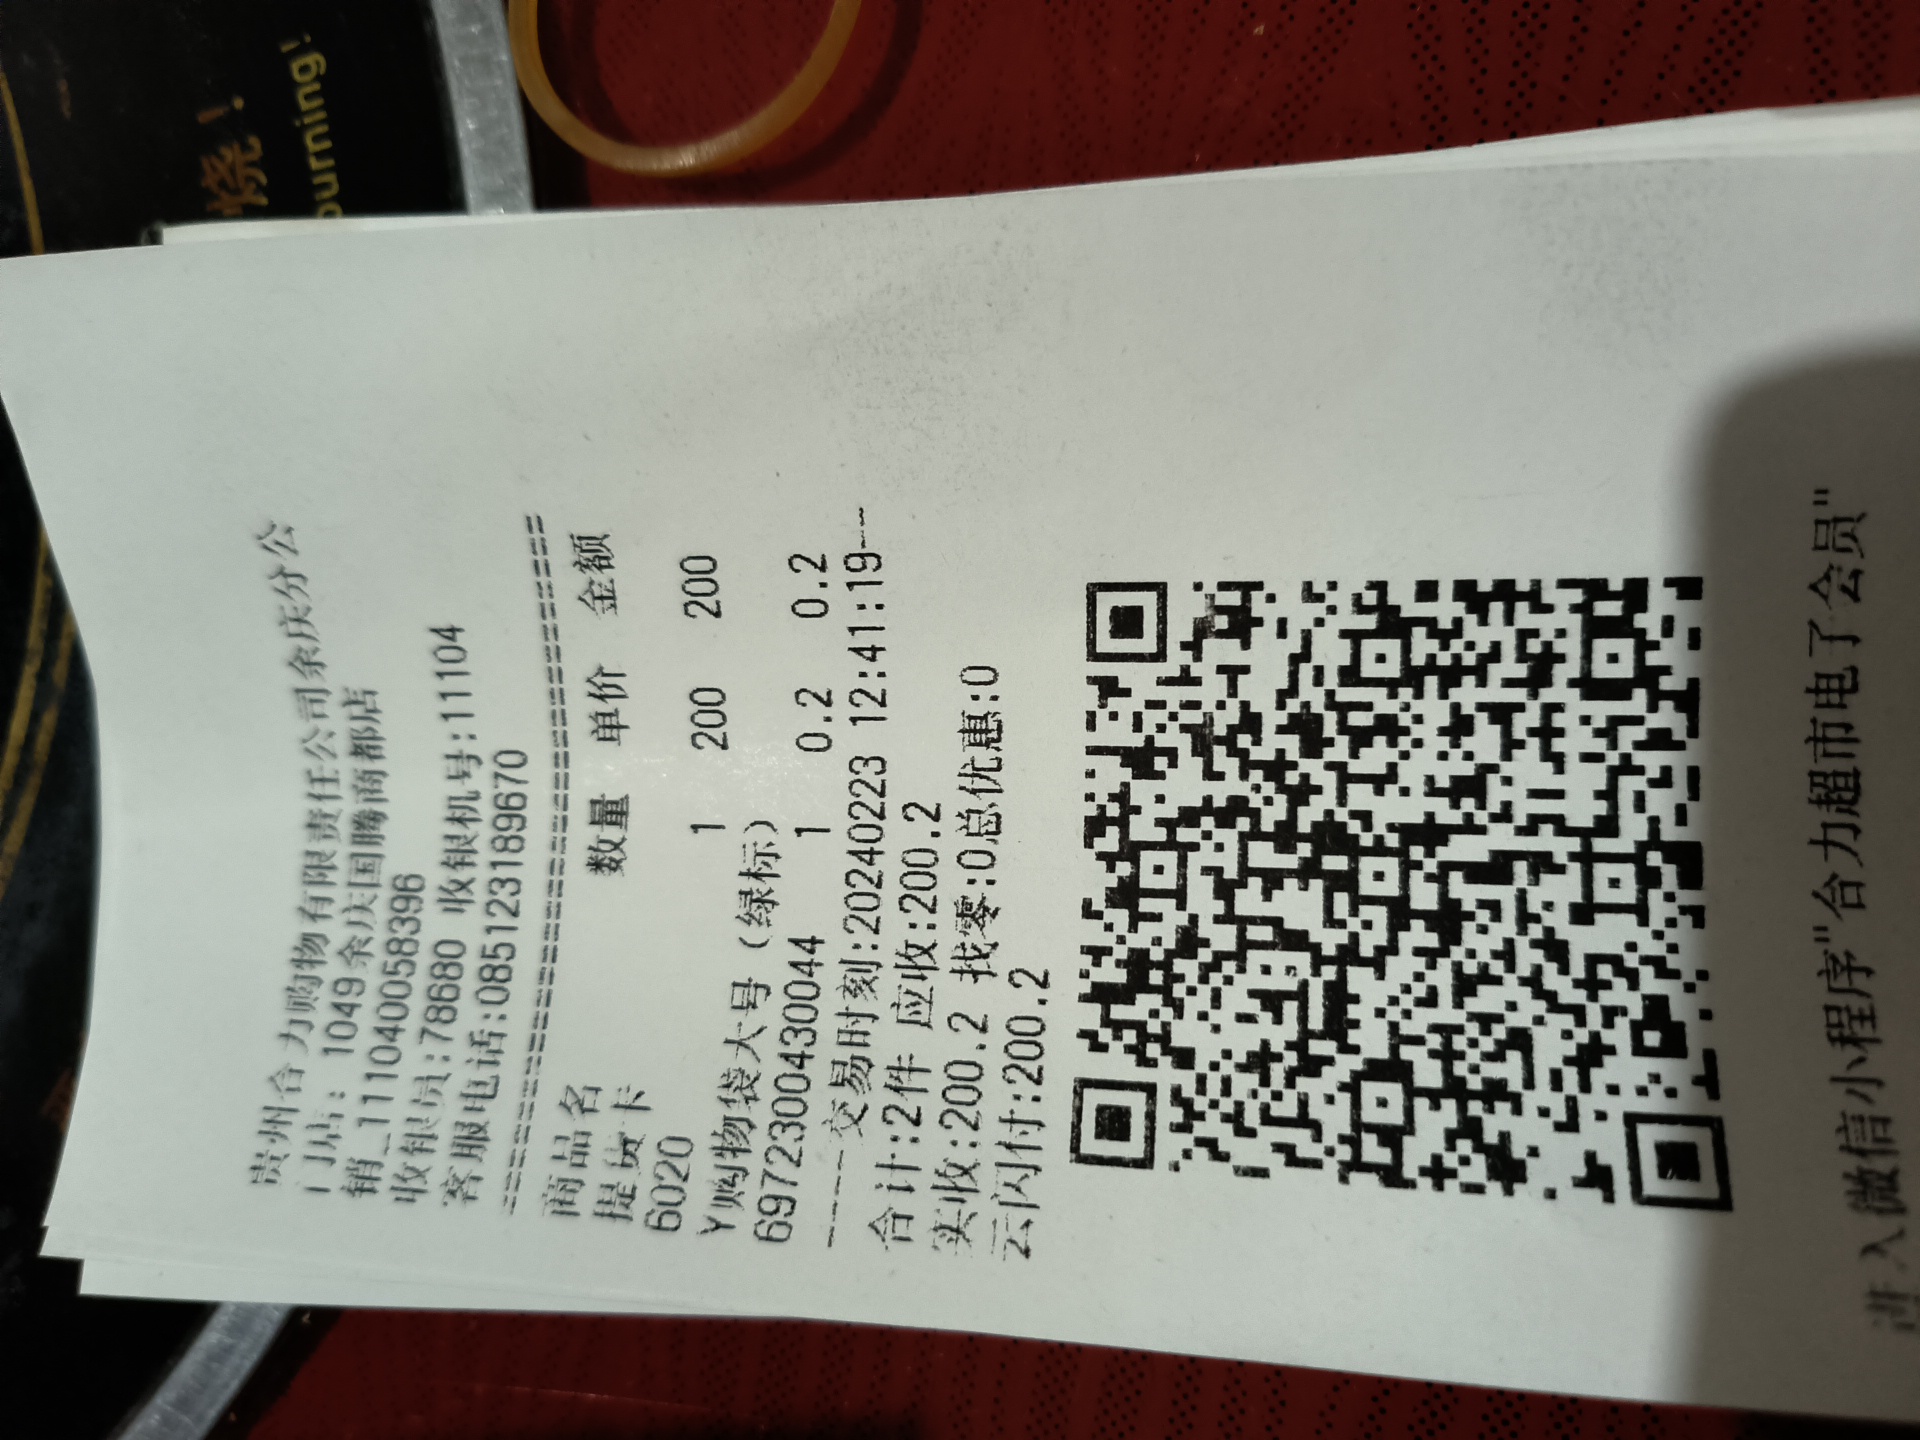 烧！
burning!
贵州合力购物有限责任公司余庆分公
门店: 1049余庆国腾商都店
销_111040058396
收银员:78680 收银机号:11104
客服电话:085123189670
==========================================
商品名 数量 单价 金额
提货卡
6020 1 200 200
Y购物袋大号（绿标）
6972300430044 1 0.2 0.2
-----交易时刻:20240223 12:41:19---
合计:2件 应收:200.2
实收:200.2 找零:0总优惠:0
云闪付:200.2
进入微信小程序"合力超市电子会员"